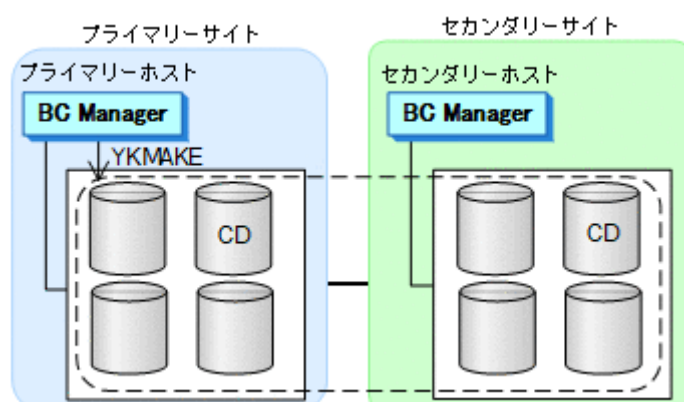 プライマリーサイト
セカンダリーサイト
プライマリーホスト
セカンダリーホスト
BC Manager
BC Manager
YKMAKE
CD
CD